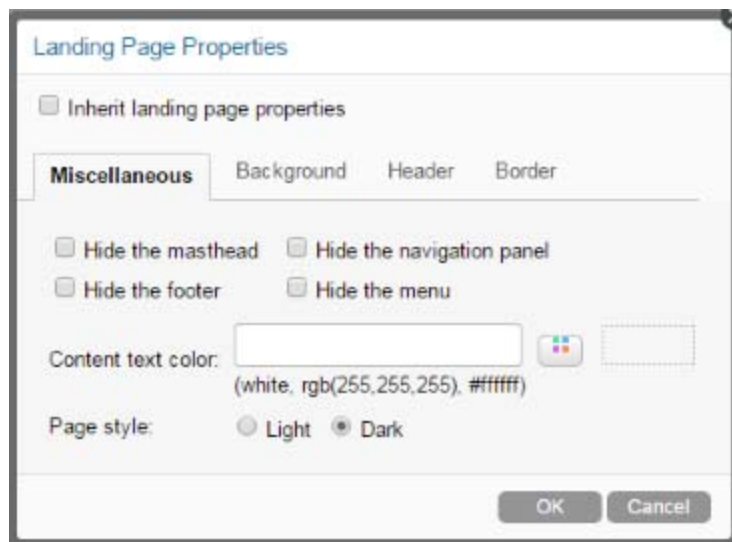 Landing Page Properties
Inherit landing page properties
Miscellaneous Background Header Border
Hide the masthead Hide the navigation panel
Hide the footer Hide the menu
Content text color:
(white, rgb(255,255,255), #ffffff)
Page style: Light Dark
OK Cancel